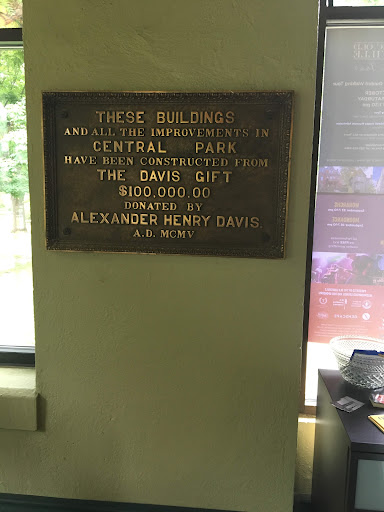 THESE BUILDINGS
AND ALL THE IMPROVEMENTS IN
CENTRAL PARK
HAVE BEEN CONSTRUCTED FROM
THE DAVIS GIFT
$100,000.00
DONATED BY
ALEXANDER HENRY DAVIS.
A.D. MCMV